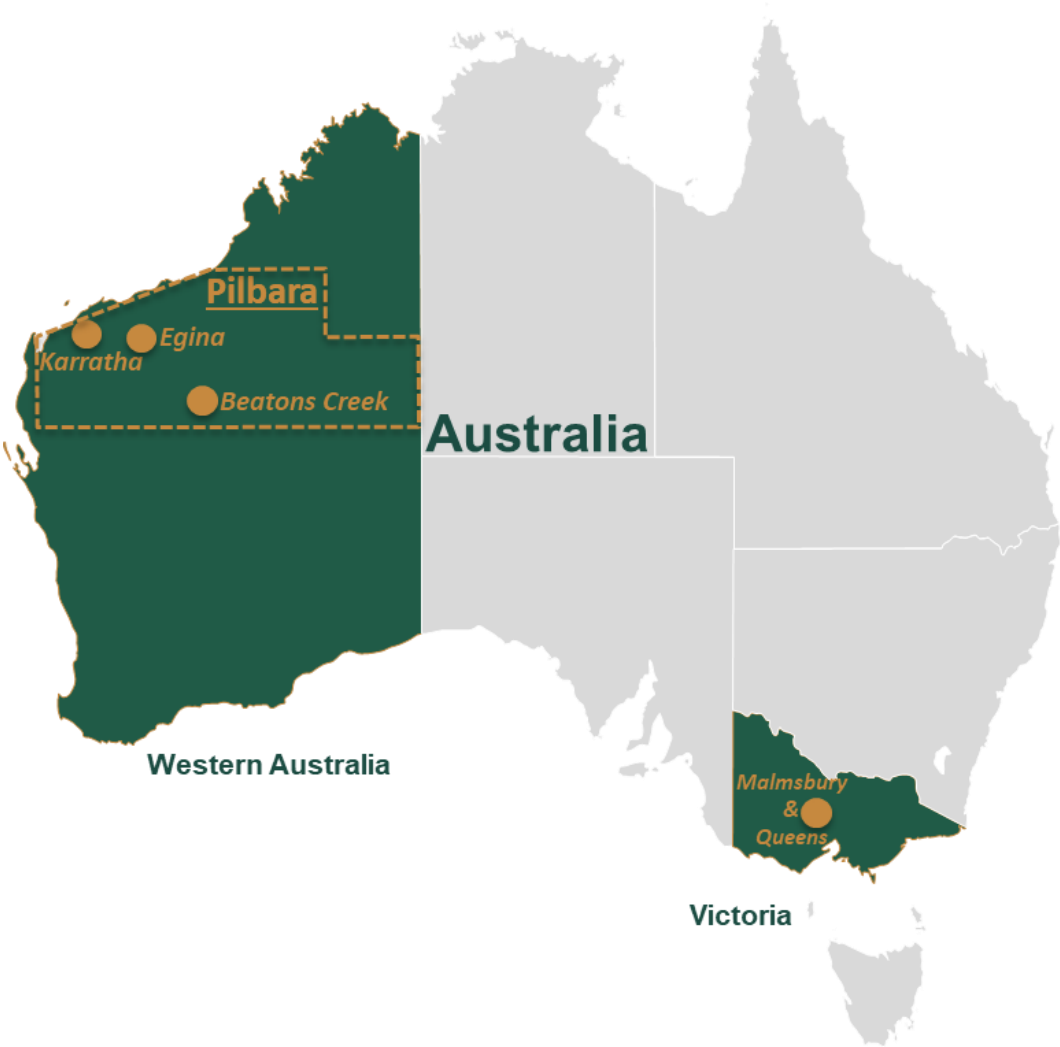 Pilbara
Egina
Karratha
Beatons Creek
Australia
Western Australia
Malmsbury
&
Queens
Victoria